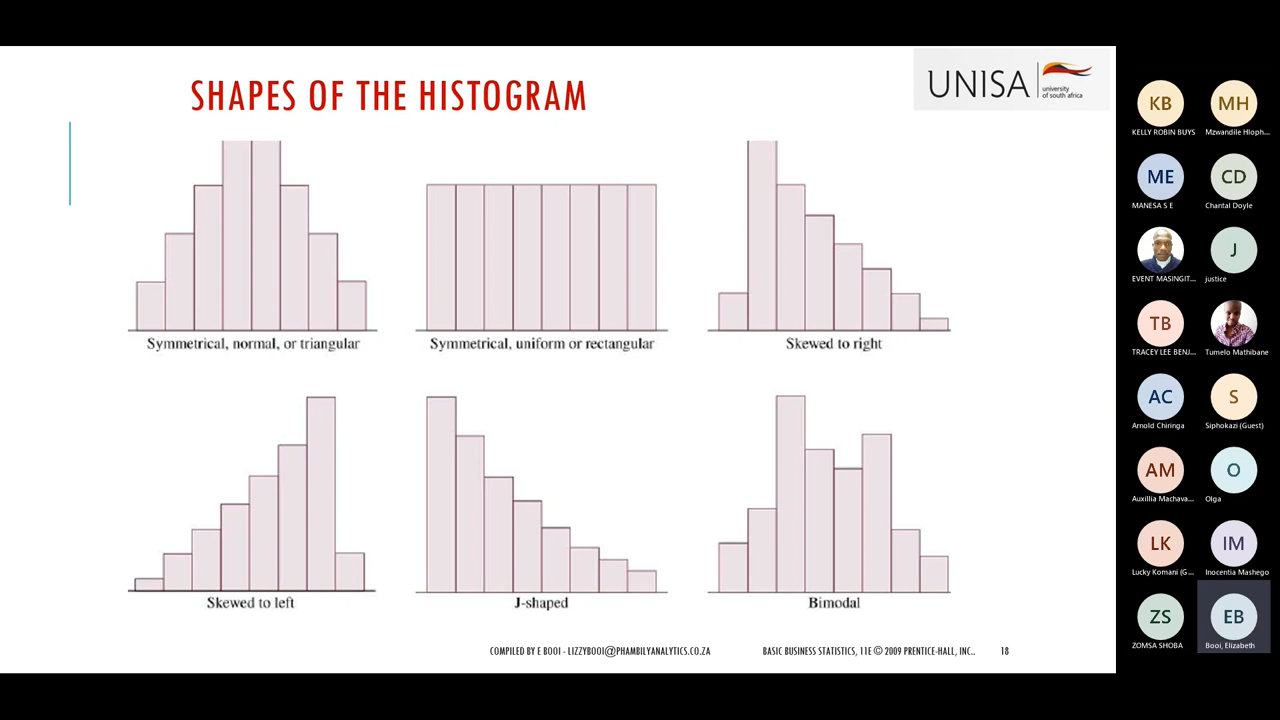 SHAPES OF THE HISTOGRAM
UNISA
university
of south africa
Symmetrical, normal, or triangular
Symmetrical, uniform or rectangular
Skewed to right
Skewed to left
J-shaped
Bimodal
COMPILED BY E BOOI - LIZZYBOOI@PHAMBILYANALYTICS.CO.ZA
BASIC BUSINESS STATISTICS, 11E © 2009 PRENTICE-HALL, INC..
18
KB
MH
KELLY ROBIN BUYS
Mzwandile Hloph...
ME
CD
MANESA S E
Chantal Doyle
J
EVENT MASINGIT...
justice
TB
TRACEY LEE BENJ...
Tumelo Mathibane
AC
S
Arnold Chiringa
Siphokazi (Guest)
AM
O
Auxillia Machava...
Olga
LK
IM
Lucky Komani (G...
Inocentia Mashego
ZS
EB
ZOMSA SHOBA
Booi, Elizabeth